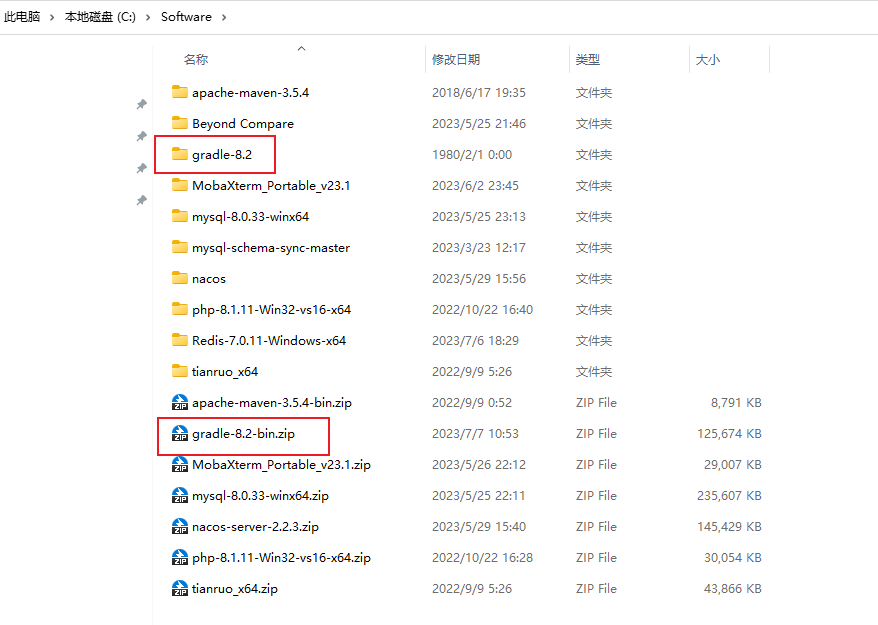 此电脑 › 本地磁盘 (C:) › Software ›
名称 修改日期 类型 大小
apache-maven-3.5.4 2018/6/17 19:35 文件夹
Beyond Compare 2023/5/25 21:46 文件夹
gradle-8.2 1980/2/1 0:00 文件夹
MobaXterm_Portable_v23.1 2023/6/2 23:45 文件夹
mysql-8.0.33-winx64 2023/5/25 23:13 文件夹
mysql-schema-sync-master 2023/3/23 12:17 文件夹
nacos 2023/5/29 15:56 文件夹
php-8.1.11-Win32-vs16-x64 2022/10/22 16:40 文件夹
Redis-7.0.11-Windows-x64 2023/7/6 18:29 文件夹
tianruo_x64 2022/9/9 5:26 文件夹
ZIP apache-maven-3.5.4-bin.zip 2022/9/9 0:52 ZIP File 8,791 KB
ZIP gradle-8.2-bin.zip 2023/7/7 10:53 ZIP File 125,674 KB
ZIP MobaXterm_Portable_v23.1.zip 2023/5/26 22:12 ZIP File 29,007 KB
ZIP mysql-8.0.33-winx64.zip 2023/5/25 22:11 ZIP File 235,607 KB
ZIP nacos-server-2.2.3.zip 2023/5/29 15:40 ZIP File 145,429 KB
ZIP php-8.1.11-Win32-vs16-x64.zip 2022/10/22 16:28 ZIP File 30,054 KB
ZIP tianruo_x64.zip 2022/9/9 5:26 ZIP File 43,866 KB